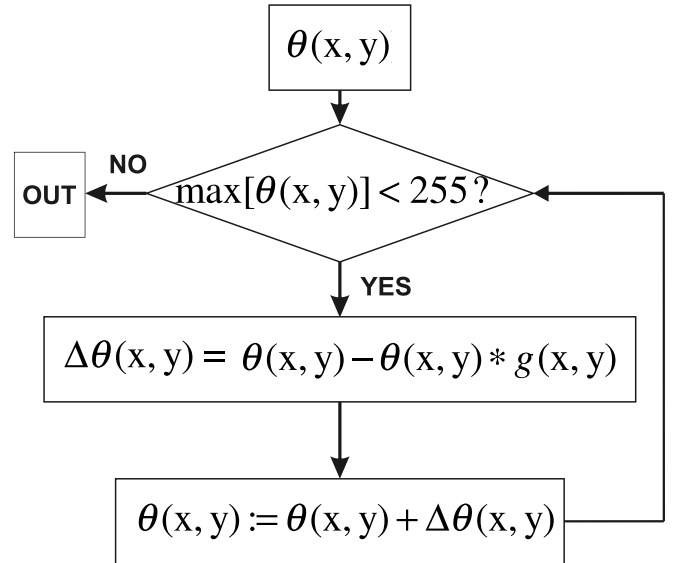 θ(x, y)
NO
OUT
max[θ(x, y)] < 255?
YES
Δθ(x, y) = θ(x, y) − θ(x, y) * g(x, y)
θ(x, y) := θ(x, y) + Δθ(x, y)